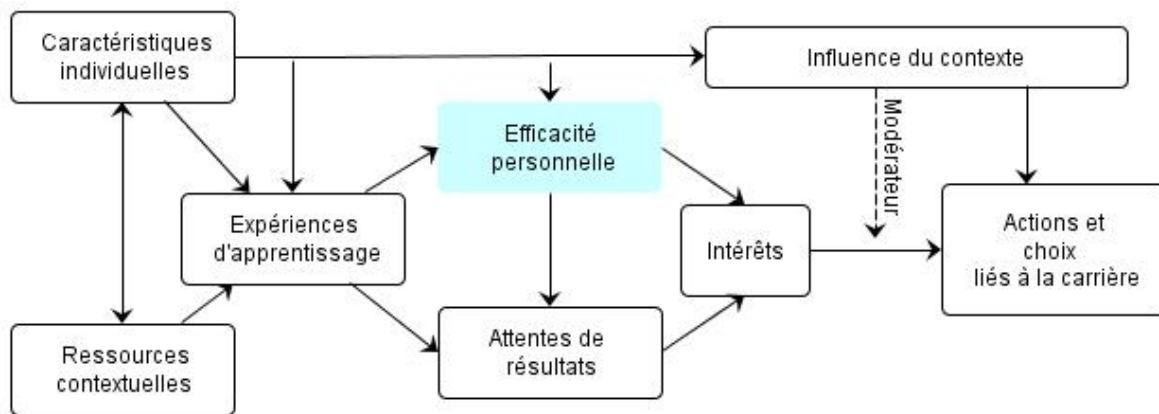 Caractéristiques
individuelles
Influence du contexte
Modérateur
Efficacité
personnelle
Expériences
d'apprentissage
Intérêts
Actions et
choix
liés à la carrière
Ressources
contextuelles
Attentes de
résultats